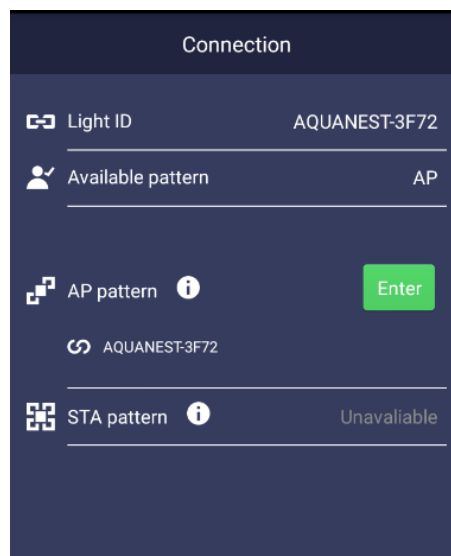 Connection
Light ID AQUANEST-3F72
Available pattern AP
AP pattern Enter
AQUANEST-3F72
STA pattern Unavaliable